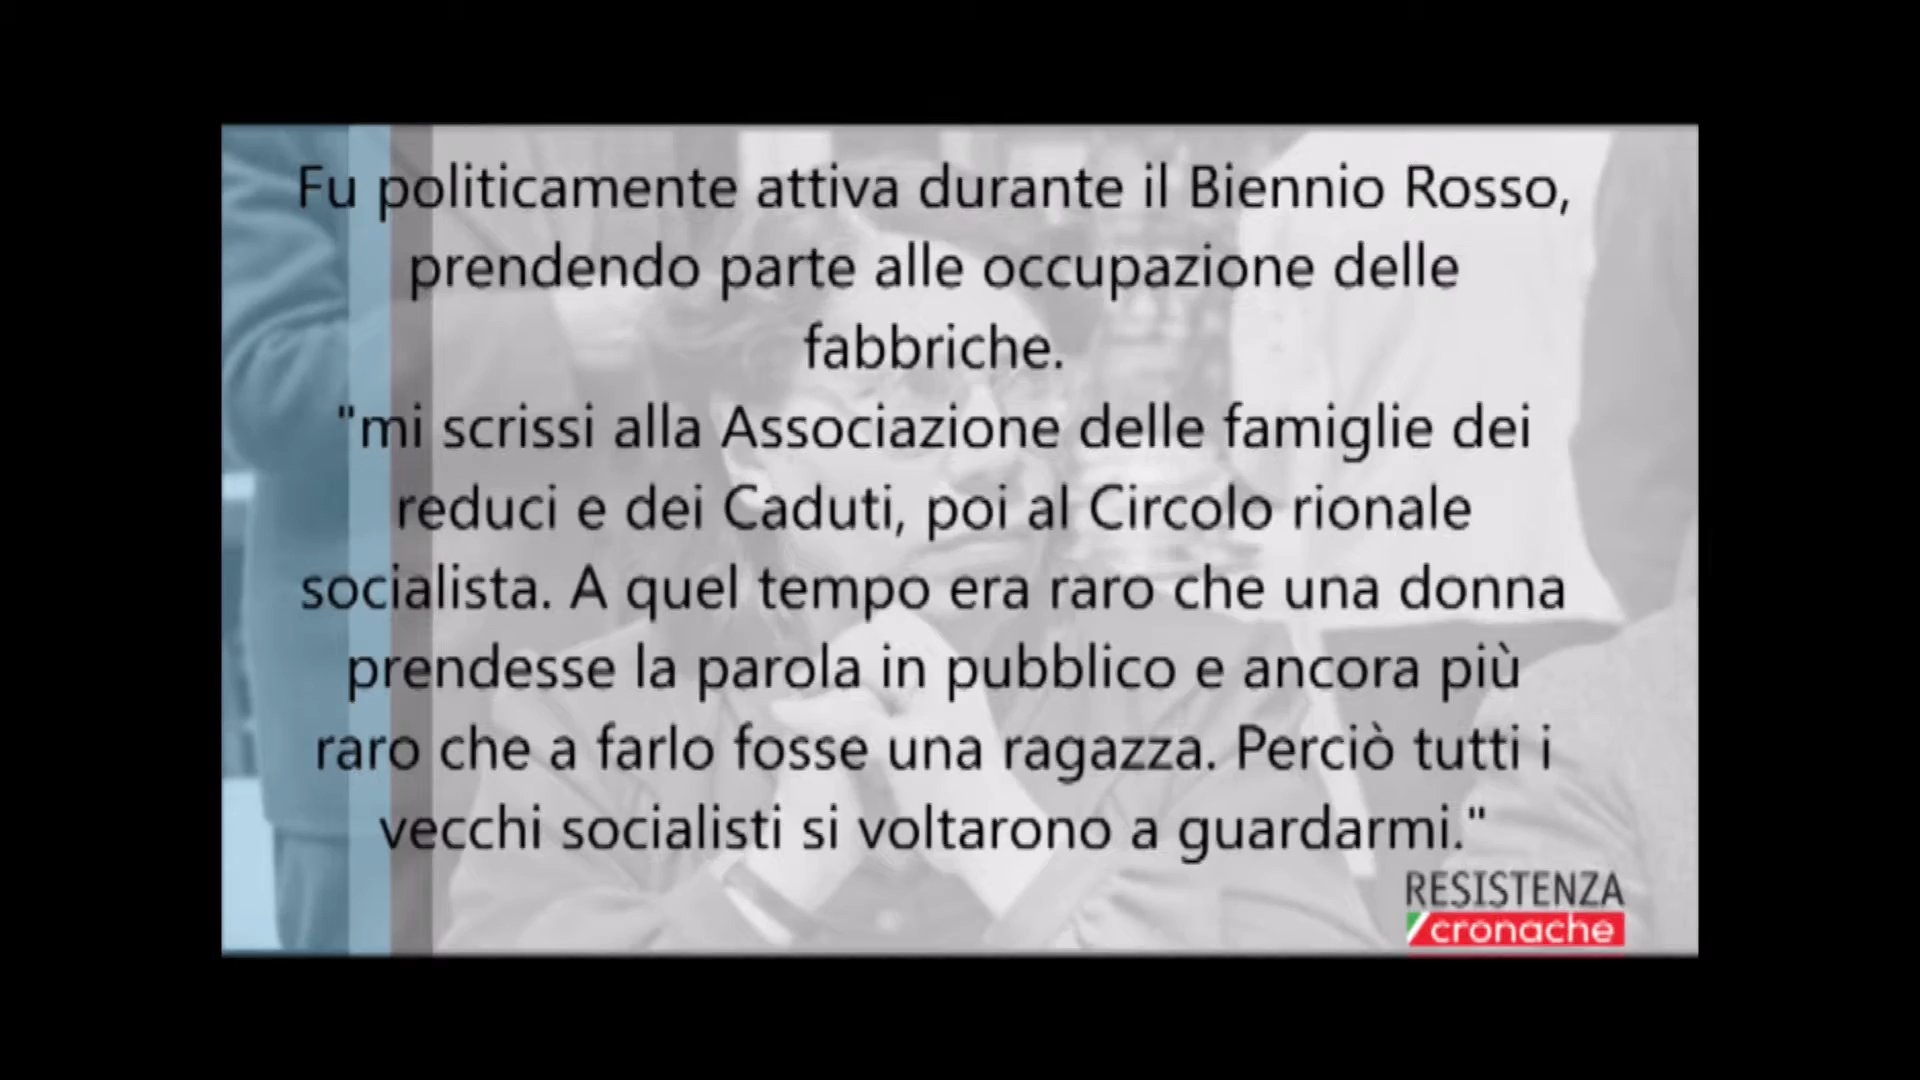 Fu politicamente attiva durante il Biennio Rosso,
prendendo parte alle occupazione delle
fabbriche.
"mi scrissi alla Associazione delle famiglie dei
reduci e dei Caduti, poi al Circolo rionale
socialista. A quel tempo era raro che una donna
prendesse la parola in pubblico e ancora più
raro che a farlo fosse una ragazza. Perciò tutti i
vecchi socialisti si voltarono a guardarmi."
RESISTENZA
cronache